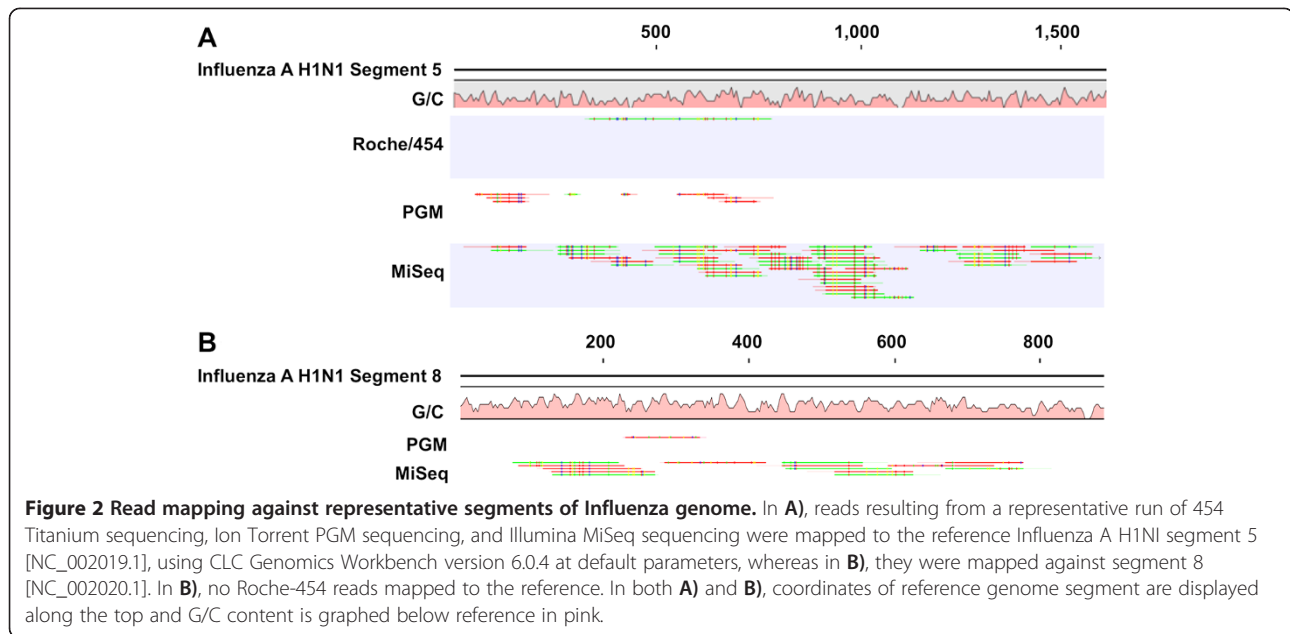 A
500 1,000 1,500
Influenza A H1N1 Segment 5
G/C
Roche/454
PGM
MiSeq
B
200 400 600 800
Influenza A H1N1 Segment 8
G/C
PGM
MiSeq
Figure 2 Read mapping against representative segments of Influenza genome. In A), reads resulting from a representative run of 454
Titanium sequencing, Ion Torrent PGM sequencing, and Illumina MiSeq sequencing were mapped to the reference Influenza A H1NI segment 5
[NC_002019.1], using CLC Genomics Workbench version 6.0.4 at default parameters, whereas in B), they were mapped against segment 8
[NC_002020.1]. In B), no Roche-454 reads mapped to the reference. In both A) and B), coordinates of reference genome segment are displayed
along the top and G/C content is graphed below reference in pink.